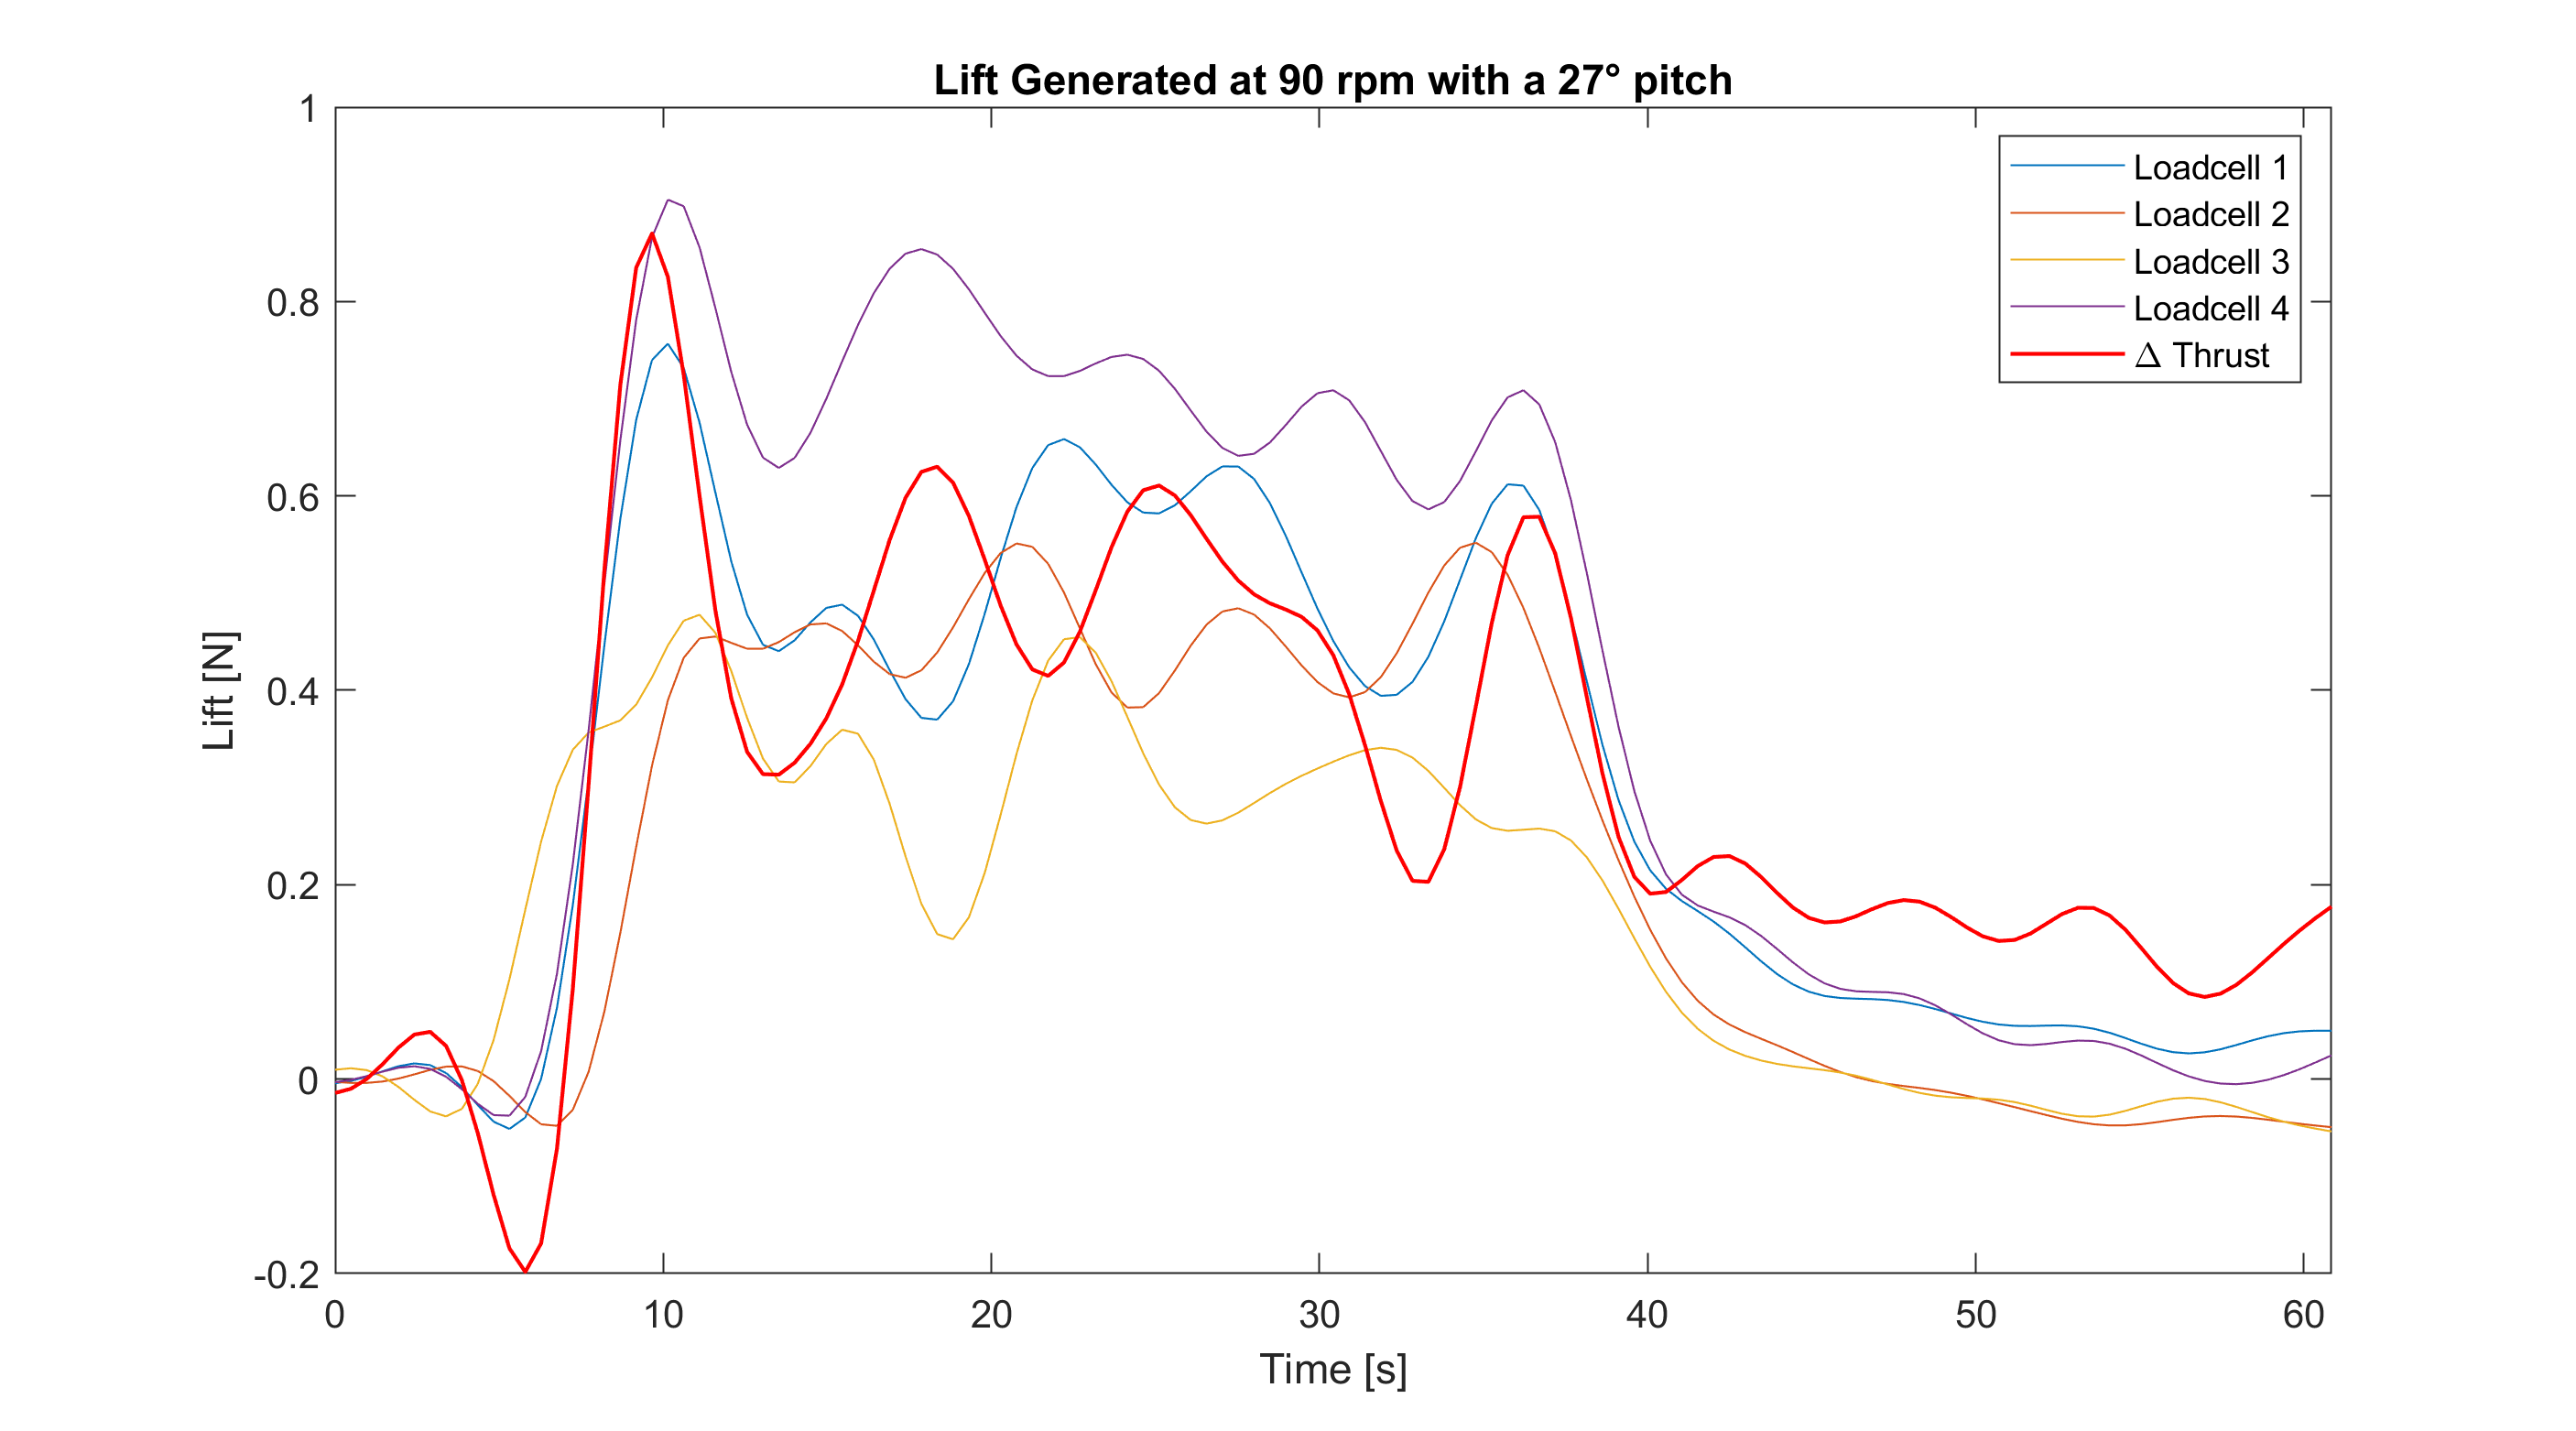 Lift Generated at 90 rpm with a 27° pitch
1
0.8
0.6
0.4
0.2
0
-0.2
Lift [N]
0 10 20 30 40 50 60
Time [s]
Loadcell 1
Loadcell 2
Loadcell 3
Loadcell 4
Δ Thrust